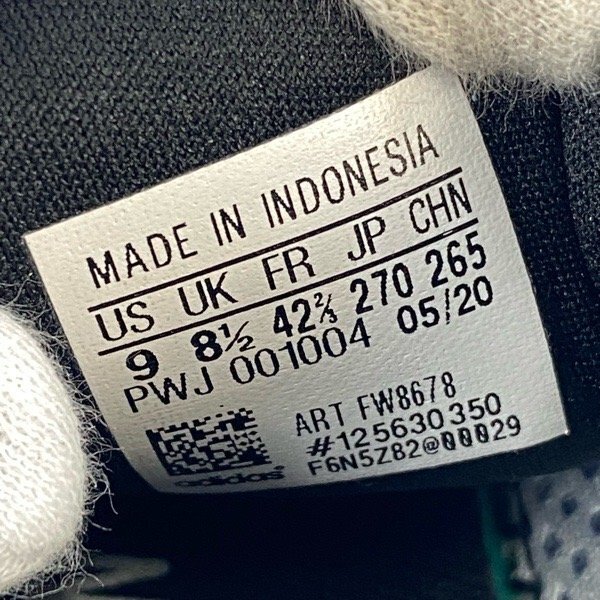 MADE IN INDONESIA
US UK FR JP CHN
9 8½ 42⅔ 270 265
PWJ 001004 05/20
ART FW8678
#125630350
F6N5Z82@00029
adidas